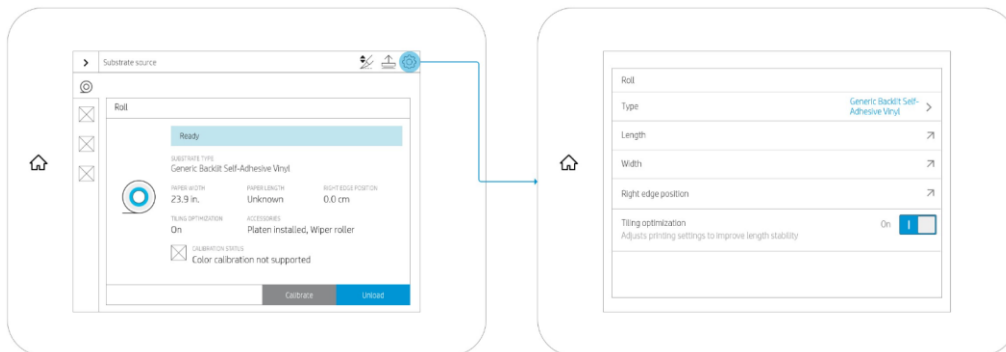 Substrate source
Roll
Ready
SUBSTRATE TYPE
Generic Backlit Self-Adhesive Vinyl
PAPER WIDTH PAPER LENGTH RIGHT EDGE POSITION
23.9 in. Unknown 0.0 cm
TILING OPTIMIZATION ACCESSORIES
On Platen installed, Wiper roller
CALIBRATION STATUS
Color calibration not supported
Calibrate Unload
Roll
Type Generic Backlit Self-
Adhesive Vinyl
Length
Width
Right edge position
Tiling optimization On
Adjusts printing settings to improve length stability